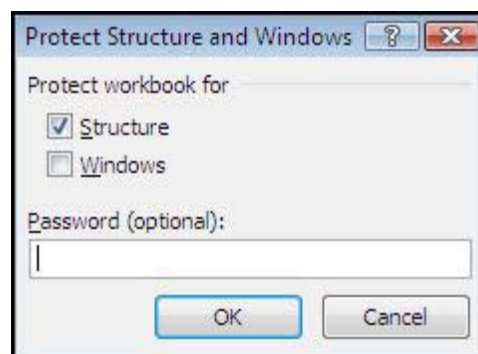 Protect Structure and Windows ?
Protect workbook for
Structure
Windows
Password (optional):
OK Cancel